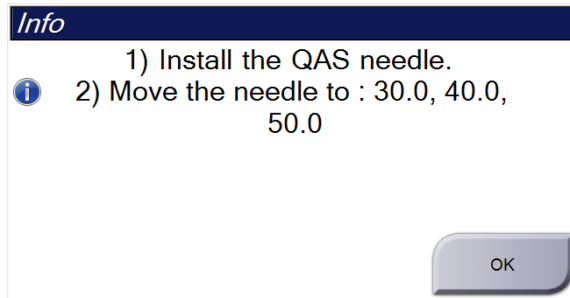 Info
1) Install the QAS needle.
2) Move the needle to : 30.0, 40.0,
50.0
OK